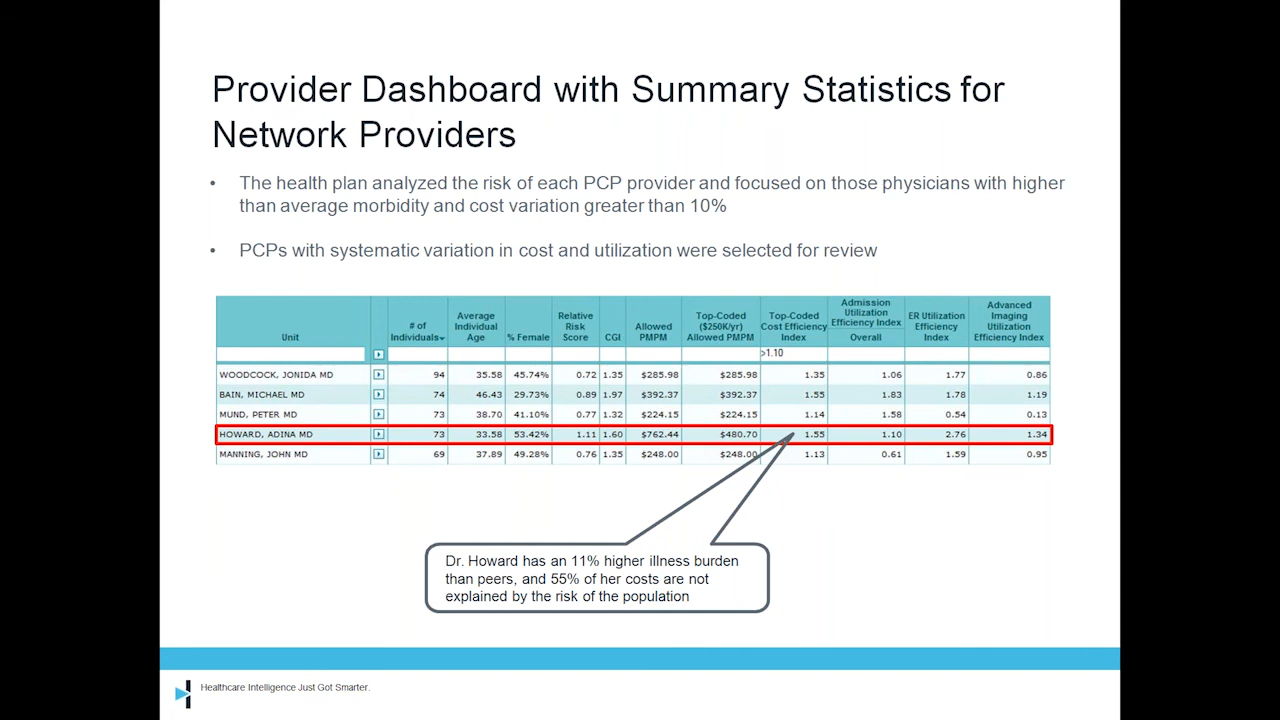 Provider Dashboard with Summary Statistics for
Network Providers
• The health plan analyzed the risk of each PCP provider and focused on those physicians with higher
than average morbidity and cost variation greater than 10%
• PCPs with systematic variation in cost and utilization were selected for review
Unit # of Individuals Average Individual Age % Female Relative Risk Score CGI Allowed PMPM Top-Coded ($250K/yr) Allowed PMPM Top-Coded Cost Efficiency Index Admission Utilization Efficiency Index Overall ER Utilization Efficiency Index Advanced Imaging Utilization Efficiency Index
>1.10
WOODCOCK, JONIDA MD 94 35.58 45.74% 0.72 1.35 $285.98 $285.98 1.35 1.06 1.77 0.86
BAIN, MICHAEL MD 74 46.43 29.73% 0.89 1.97 $392.37 $392.37 1.55 1.83 1.78 1.19
MUND, PETER MD 73 38.70 41.10% 0.77 1.32 $224.15 $224.15 1.14 1.58 0.54 0.13
HOWARD, ADINA MD 73 33.58 53.42% 1.11 1.60 $762.44 $480.70 1.55 1.10 2.76 1.34
MANNING, JOHN MD 69 37.89 49.28% 0.76 1.35 $248.00 $248.00 1.13 0.61 1.59 0.95
Dr. Howard has an 11% higher illness burden
than peers, and 55% of her costs are not
explained by the risk of the population
Healthcare Intelligence Just Got Smarter.